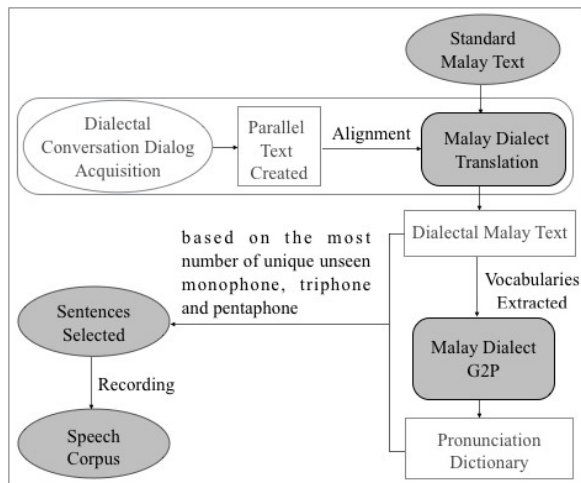 Standard
Malay Text
Dialectal
Conversation Dialog
Acquisition
Parallel
Text
Created
Alignment
Malay Dialect
Translation
Dialectal Malay Text
based on the most
number of unique unseen
monophone, triphone
and pentaphone
Vocabularies
Extracted
Sentences
Selected
Malay Dialect
G2P
Recording
Speech
Corpus
Pronunciation
Dictionary